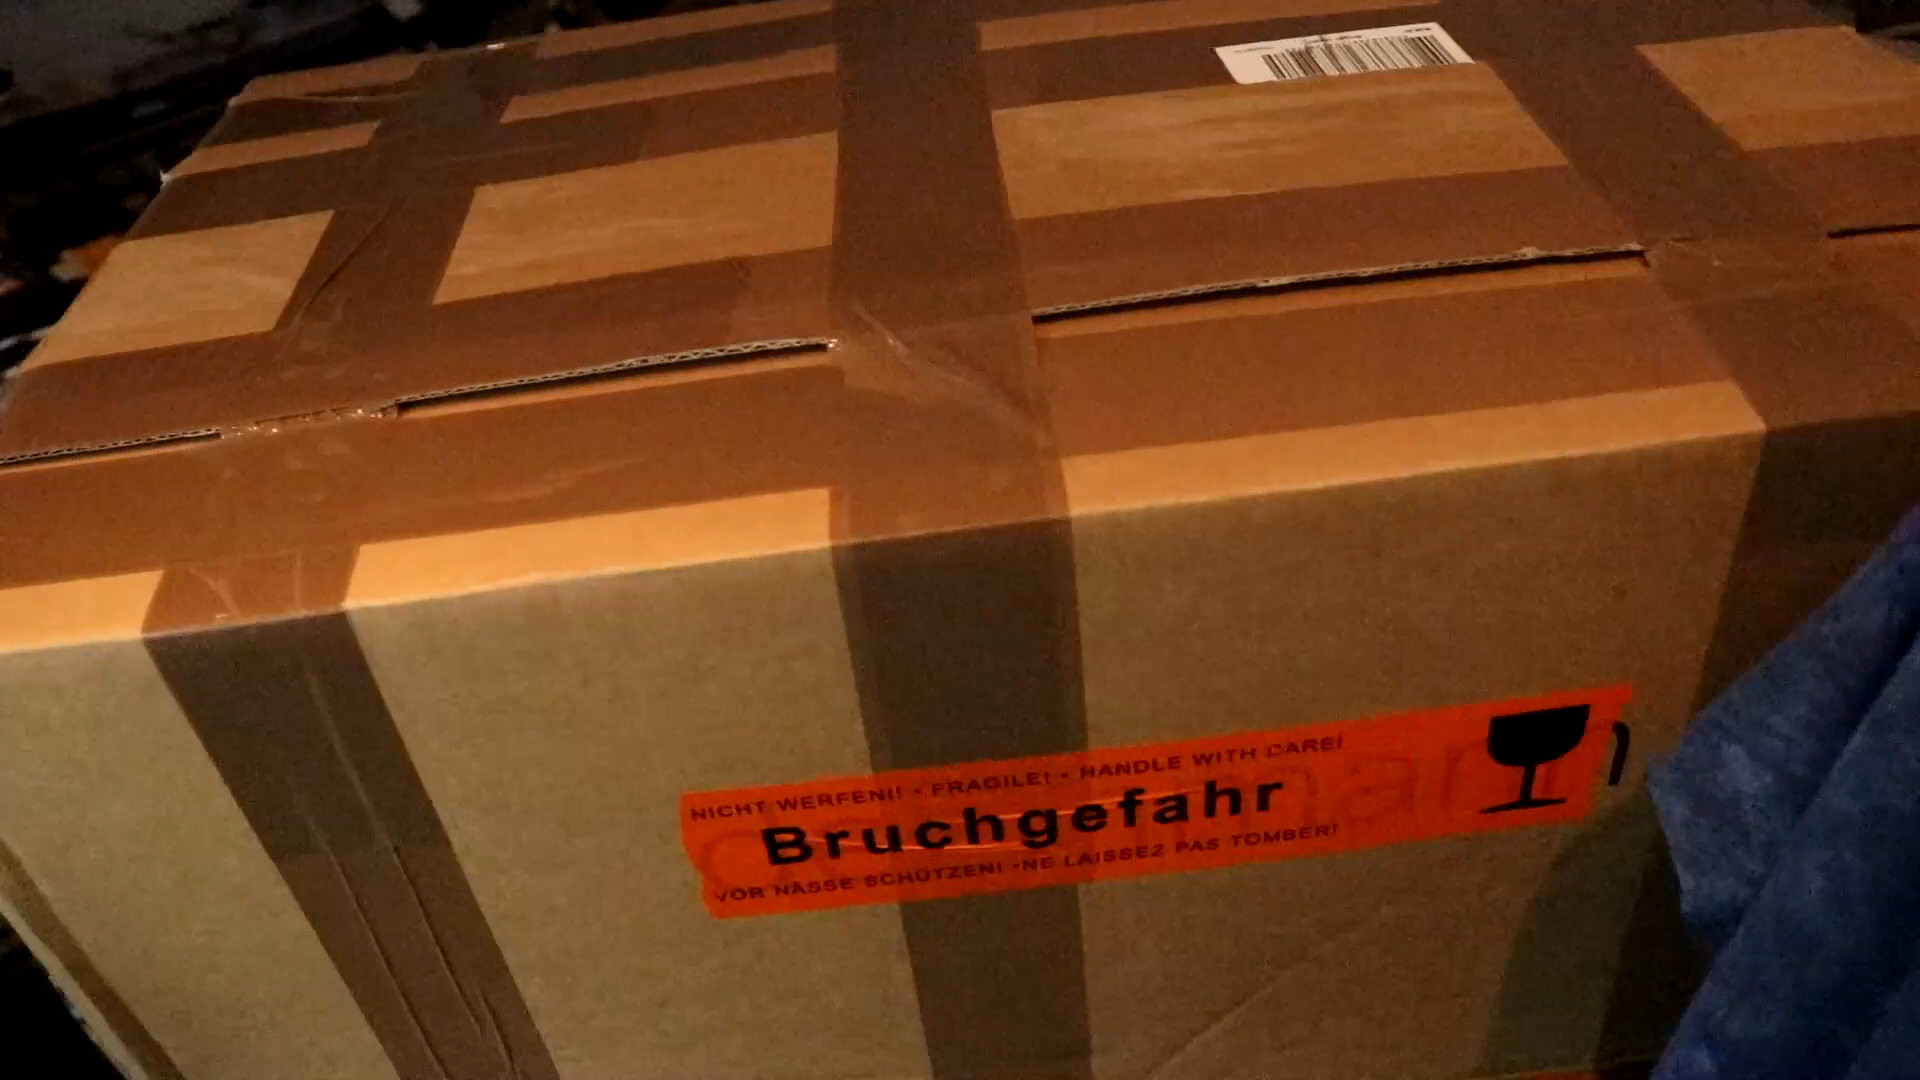 NICHT WERFEN!! - FRAGILE! - HANDLE WITH CARE!
Bruchgefahr
VOR NÄSSE SCHÜTZEN! -NE LAISSEZ PAS TOMBER!